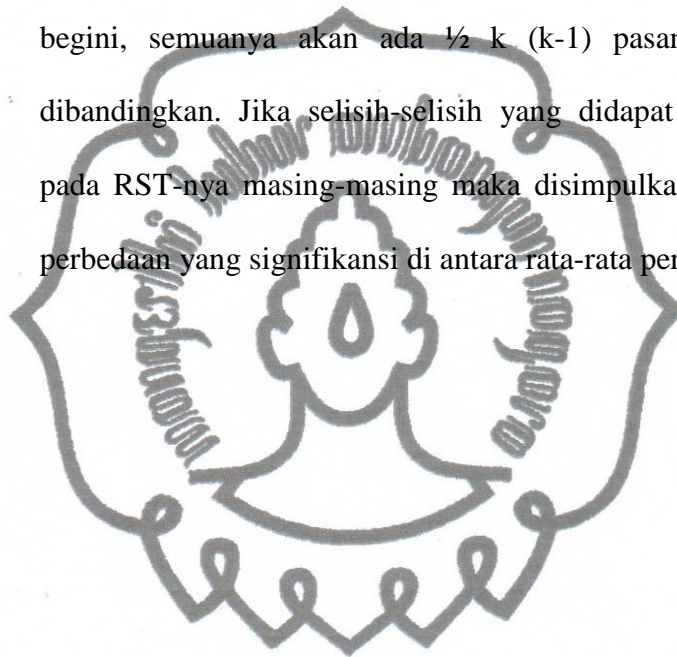 begini, semuanya akan ada ½ k (k-1) pasan
dibandingkan. Jika selisih-selisih yang didapat
pada RST-nya masing-masing maka disimpulka
perbedaan yang signifikansi di antara rata-rata per